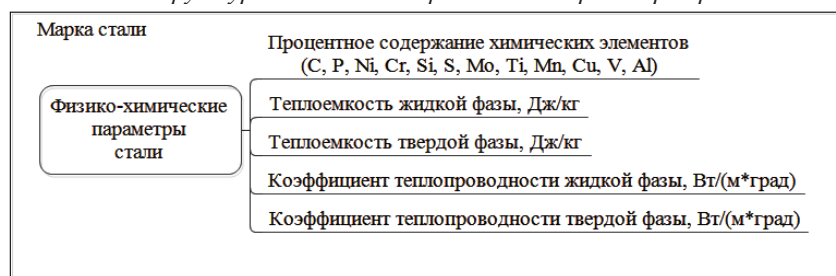 Марка стали
Процентное содержание химических элементов
(C, P, Ni, Cr, Si, S, Mo, Ti, Mn, Cu, V, Al)
Физико-химические
параметры
стали
Теплоемкость жидкой фазы, Дж/кг
Теплоемкость твердой фазы, Дж/кг
Коэффициент теплопроводности жидкой фазы, Вт/(м*град)
Коэффициент теплопроводности твердой фазы, Вт/(м*град)